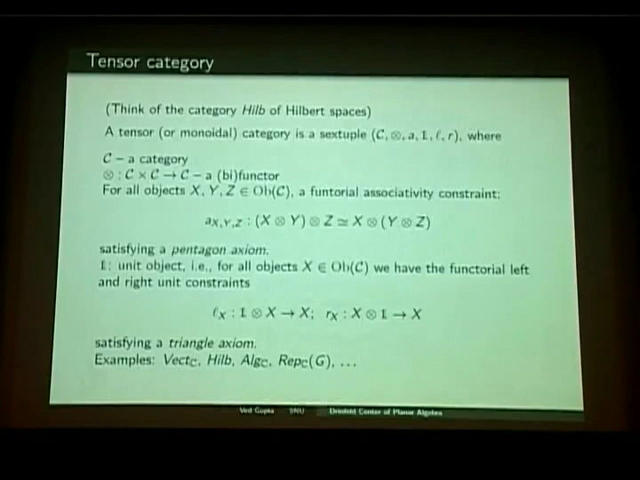 Tensor category
(Think of the category Hilb of Hilbert spaces)
A tensor (or monoidal) category is a sextuple (C, ⊗, a, 𝟙, ℓ, r), where
C – a category
⊗ : C × C → C – a (bi)functor
For all objects X, Y, Z ∈ Ob(C), a funtorial associativity constraint:
a_{X,Y,Z} : (X ⊗ Y) ⊗ Z ≃ X ⊗ (Y ⊗ Z)
satisfying a pentagon axiom.
𝟙: unit object, i.e., for all objects X ∈ Ob(C) we have the functorial left
and right unit constraints
ℓ_X : 𝟙 ⊗ X → X; r_X : X ⊗ 𝟙 → X
satisfying a triangle axiom.
Examples: Vect_ℂ, Hilb, Alg_ℂ, Rep_ℂ(G), ...
Ved Gupta SNU Drinfeld Center of Planar Algebra